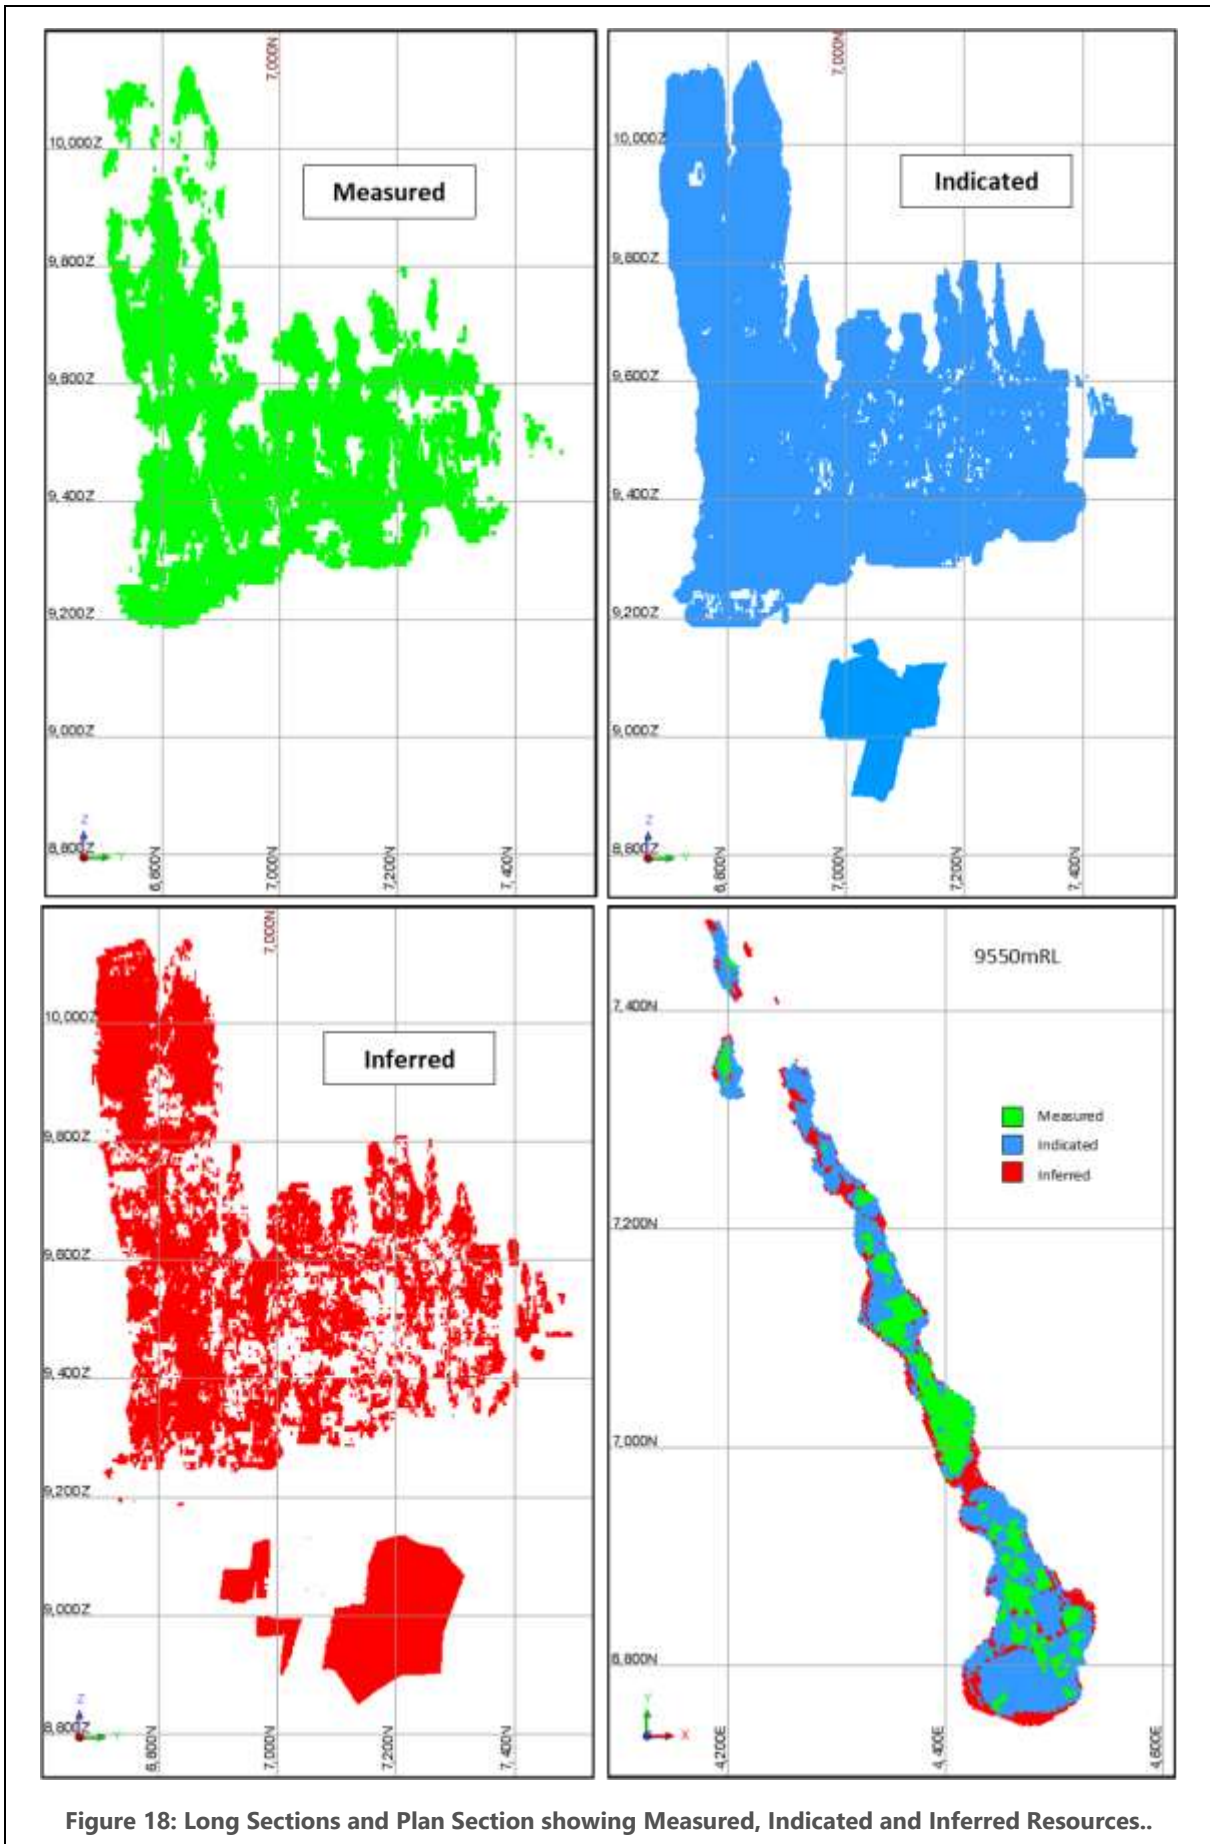 7,000N
10,000Z
Measured
9,800Z
9,600Z
9,400Z
9,200Z
9,000Z
8,800Z
Z
Y
6,800N
7,000N
7,200N
7,400N
7,000N
10,000Z
Indicated
9,800Z
9,600Z
9,400Z
9,200Z
9,000Z
8,800Z
Z
Y
6,800N
7,000N
7,200N
7,400N
7,000N
10,000Z
Inferred
9,800Z
9,600Z
9,400Z
9,200Z
9,000Z
8,800Z
Z
Y
6,800N
7,000N
7,200N
7,400N
9550mRL
7,400N
Measured
Indicated
Inferred
7,200N
7,000N
6,800N
Y
X
4,200E
4,400E
4,600E
Figure 18: Long Sections and Plan Section showing Measured, Indicated and Inferred Resources..